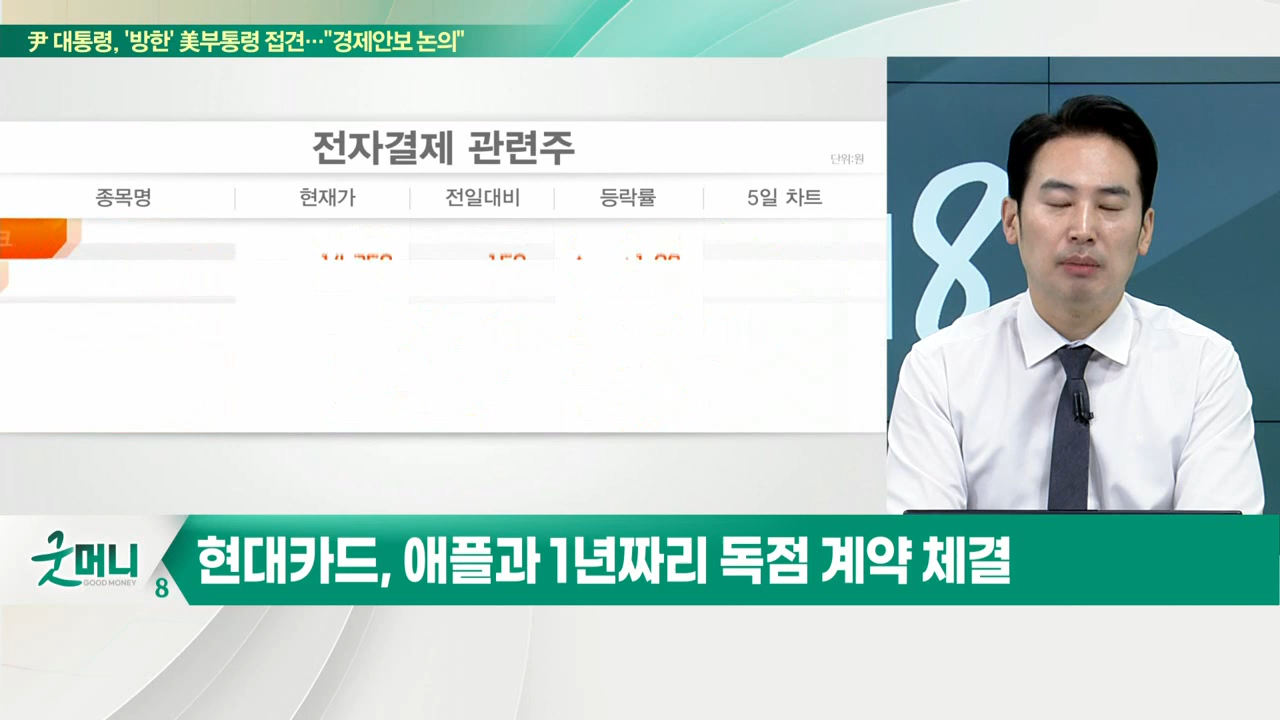 尹 대통령, '방한' 美부통령 접견…"경제안보 논의"
전자결제 관련주
단위:원
종목명 현재가 전일대비 등락률 5일 차트
8
굿머니
GOOD MONEY
8
현대카드, 애플과 1년짜리 독점 계약 체결